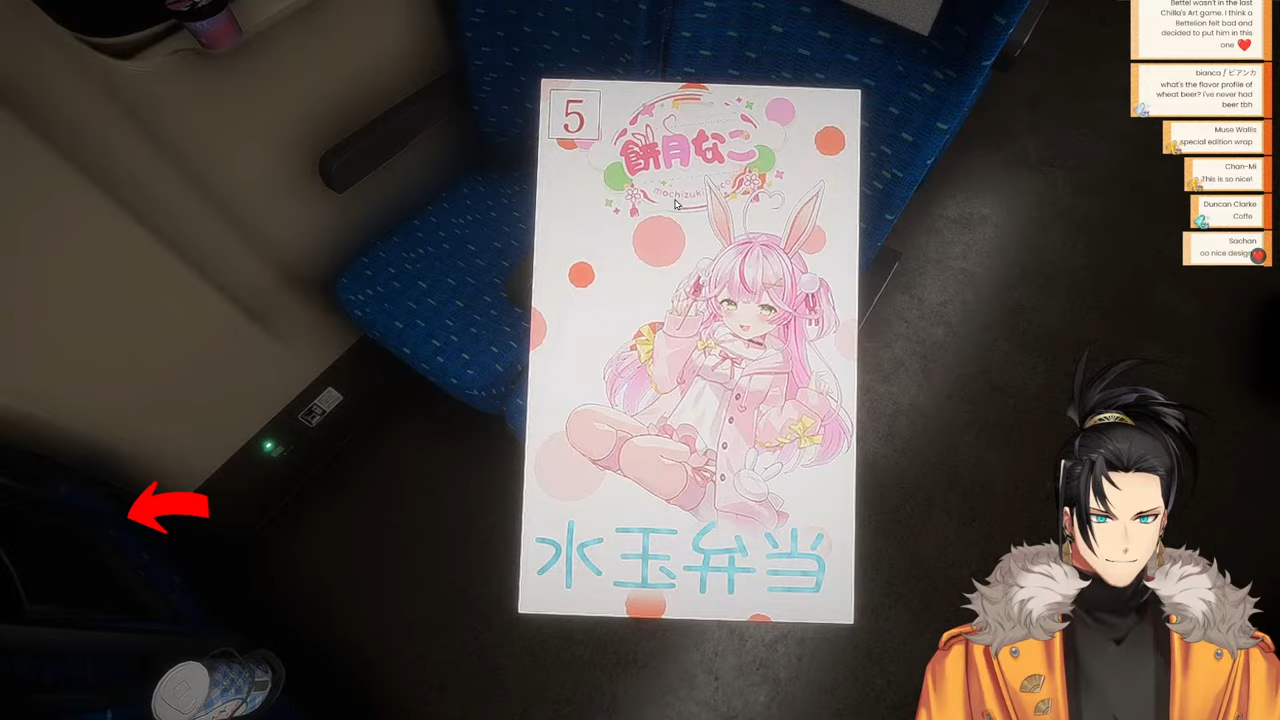 5
餅月なこ
mochizuki
水玉弁当
Bettel wasn't in the last
Chilla's Art game. I think a
Bettelion felt bad and
decided to put him in this
one ❤️
bianca / ビアンカ
what's the flavor profile of
wheat beer? i've never had
beer tbh
Muse Wallis
special edition wrap
Chan-Mi
This is so nice!
Duncan Clarke
Coffe
Sachan
oo nice design